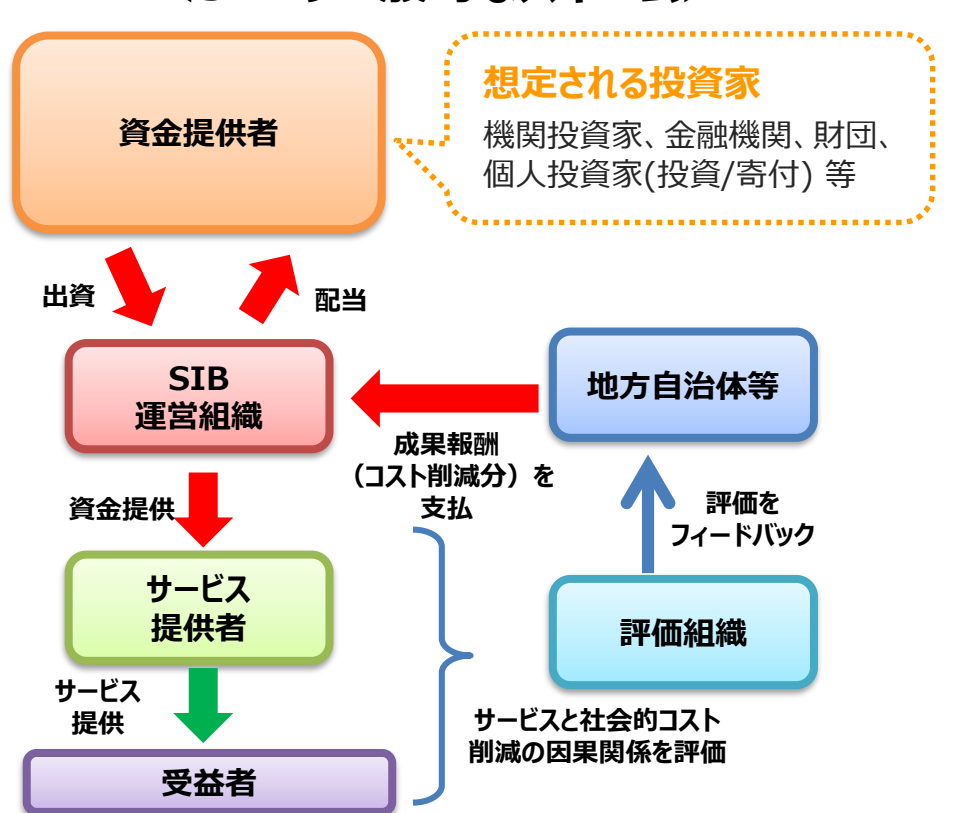 資金提供者
想定される投資家
機関投資家、金融機関、財団、
個人投資家(投資/寄付) 等
出資
配当
SIB
運営組織
地方自治体等
成果報酬
（コスト削減分）を
支払
資金提供
評価を
フィードバック
サービス
提供者
評価組織
サービス
提供
サービスと社会的コスト
削減の因果関係を評価
受益者